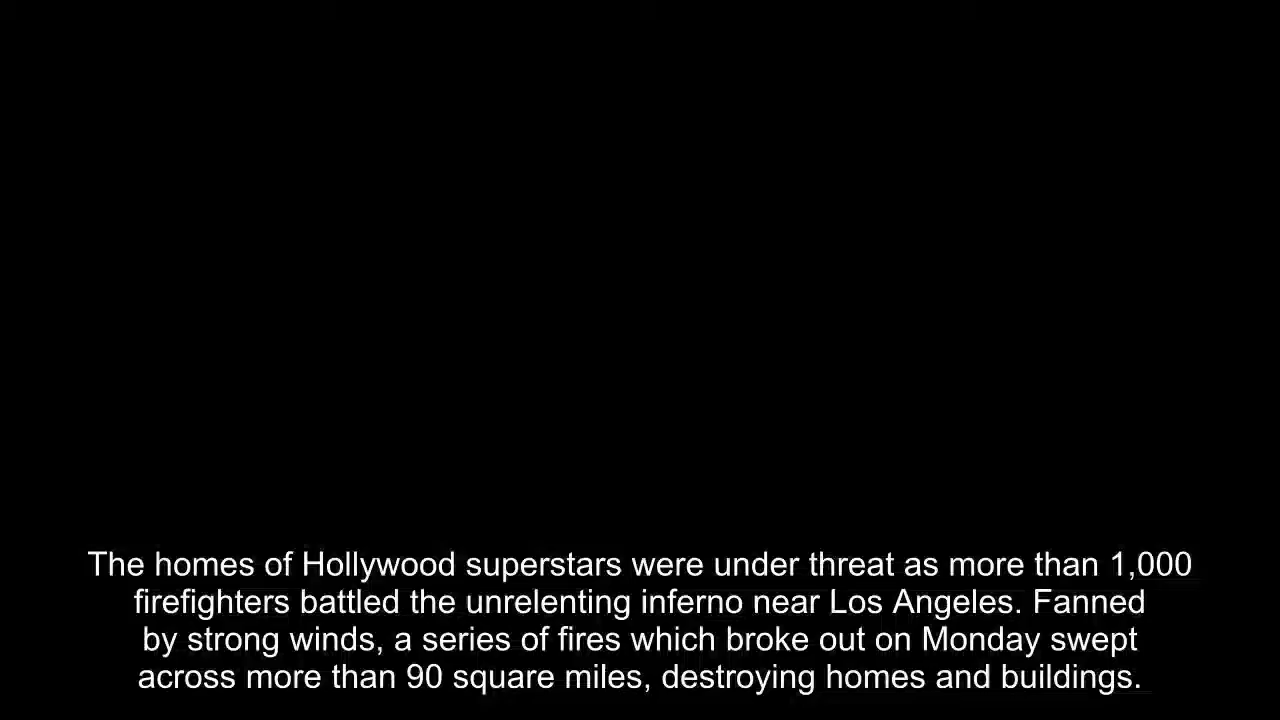 The homes of Hollywood superstars were under threat as more than 1,000
firefighters battled the unrelenting inferno near Los Angeles. Fanned
by strong winds, a series of fires which broke out on Monday swept
across more than 90 square miles, destroying homes and buildings.